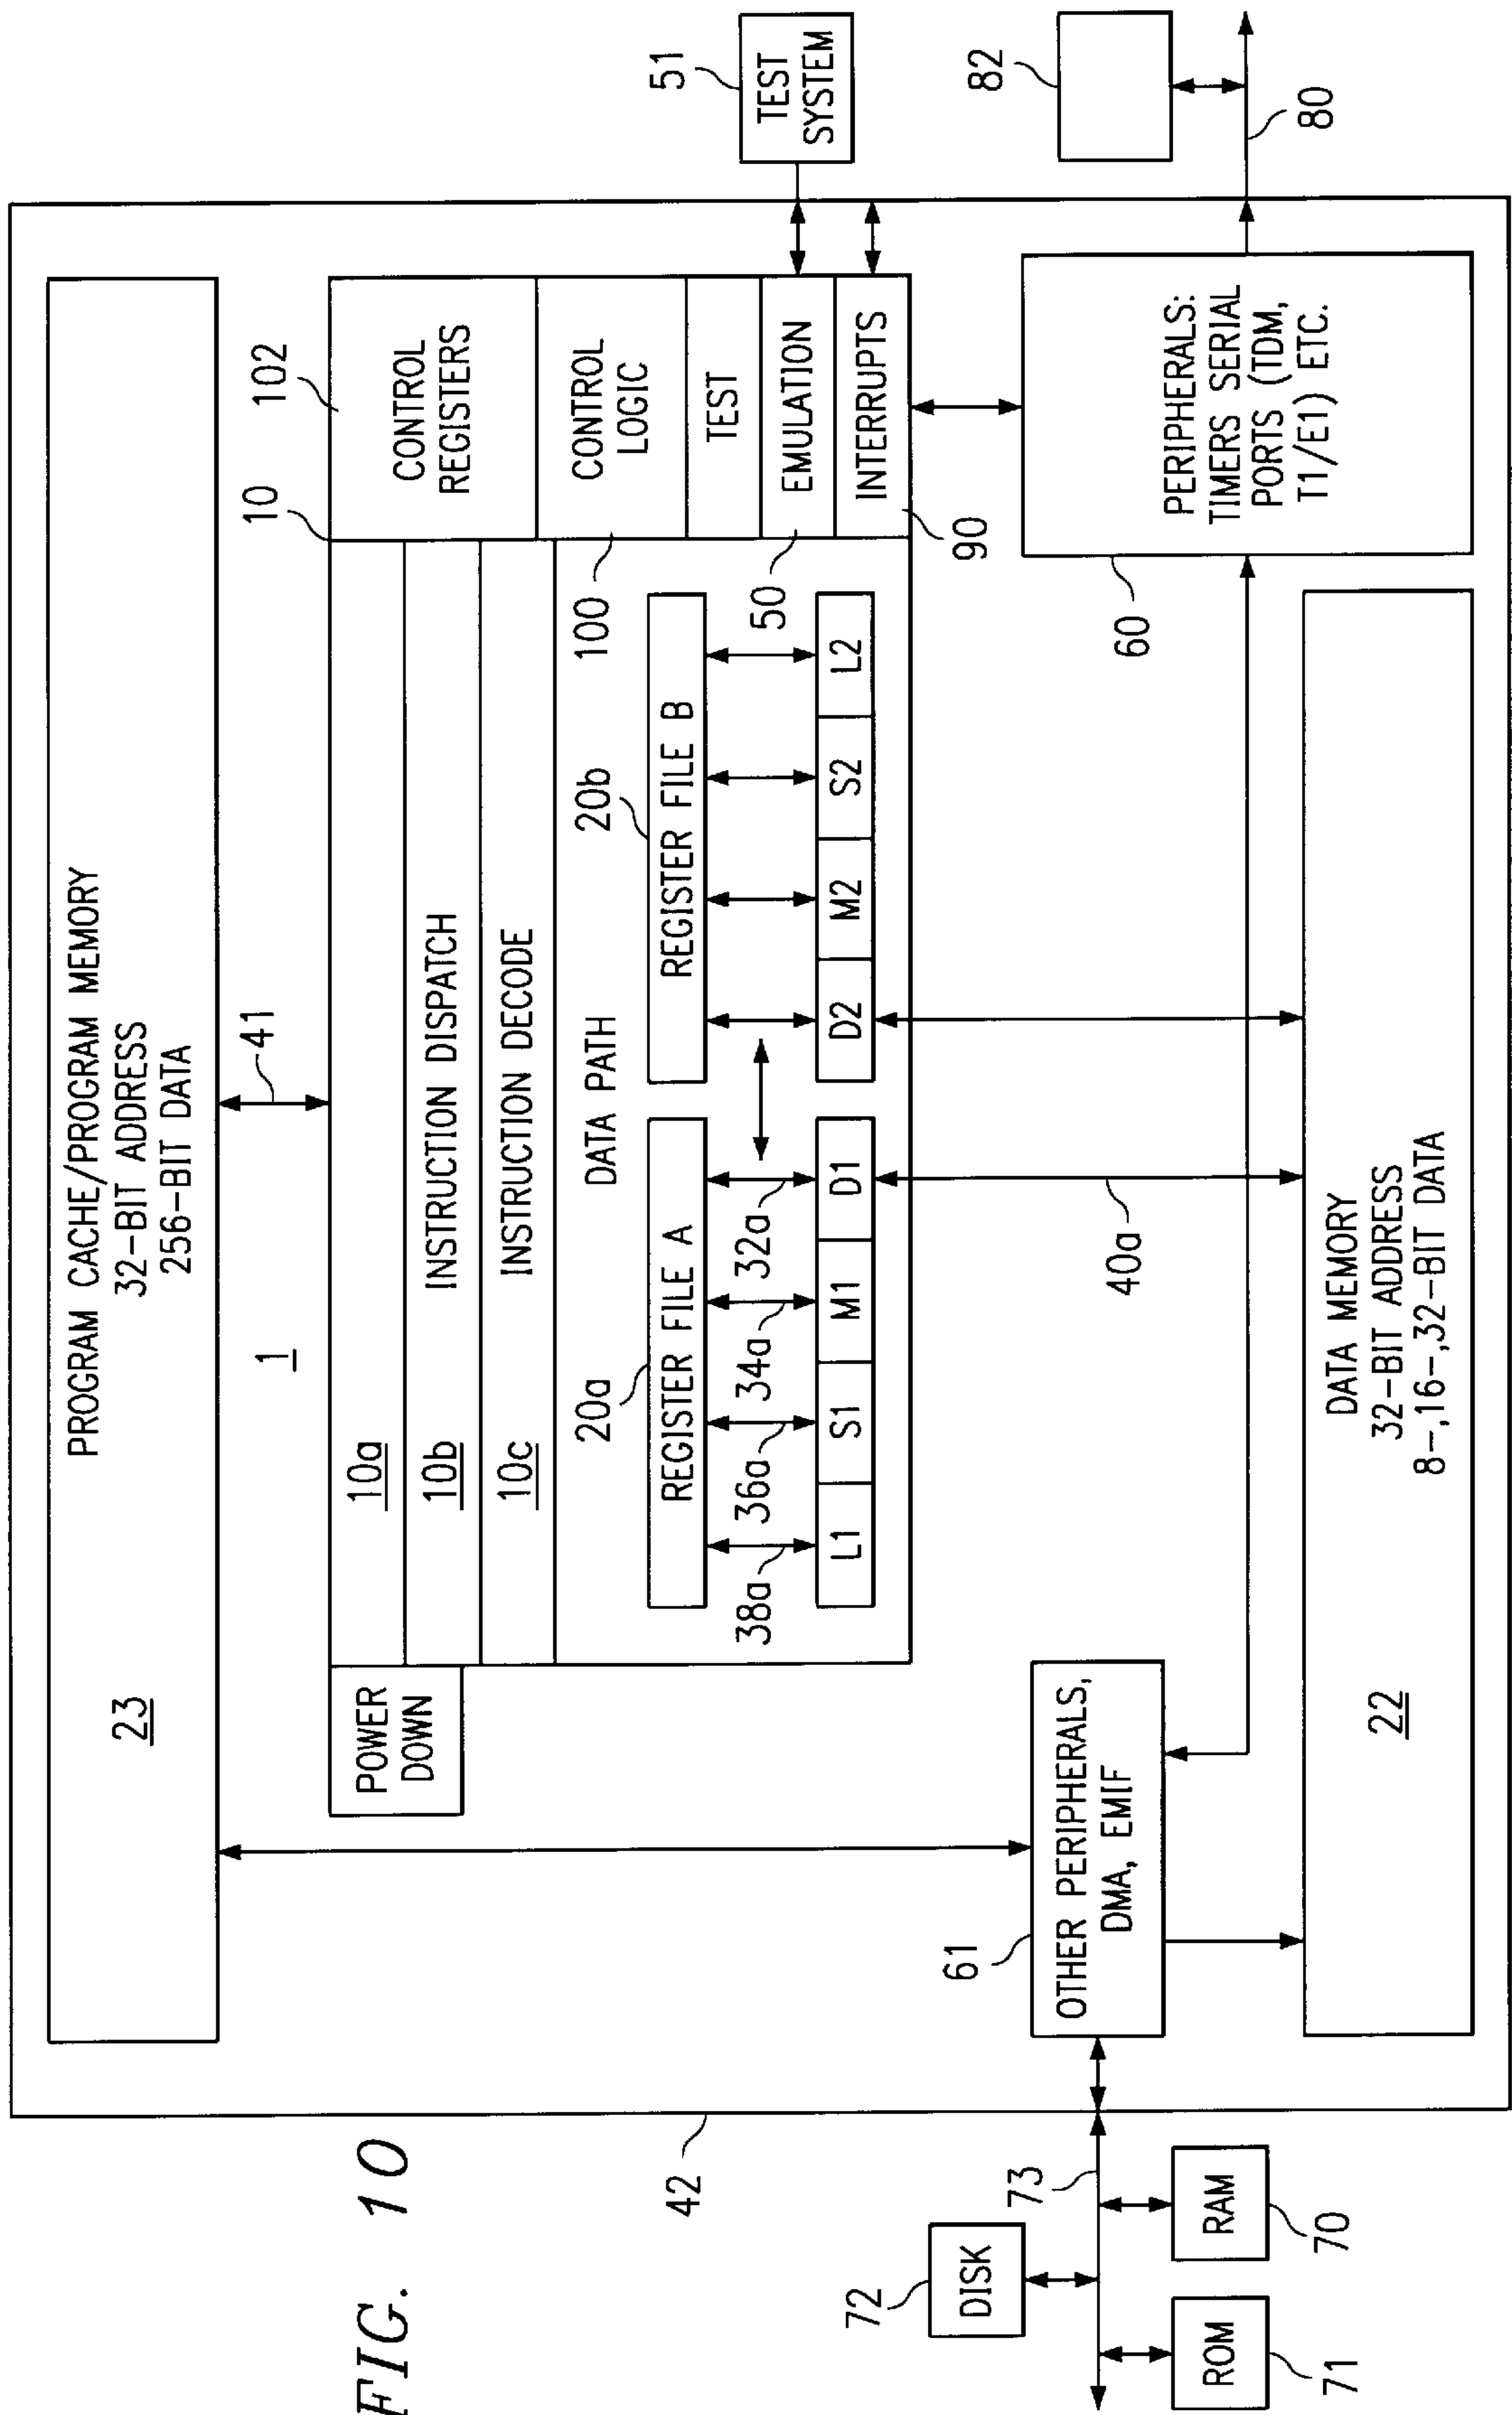 FIG. 10
PROGRAM CACHE/PROGRAM MEMORY
32-BIT ADDRESS
256-BIT DATA
23
1
41
10
102
POWER
DOWN
10a
10b
INSTRUCTION DISPATCH
10c
INSTRUCTION DECODE
DATA PATH
CONTROL
REGISTERS
CONTROL
LOGIC
TEST
EMULATION
INTERRUPTS
100
50
90
20a
REGISTER FILE A
20b
REGISTER FILE B
38a
36a
34a
32a
L1
S1
M1
D1
D2
M2
S2
L2
51
TEST
SYSTEM
82
80
42
72
DISK
73
ROM
71
RAM
70
61
OTHER PERIPHERALS,
DMA, EMIF
40a
60
PERIPHERALS:
TIMERS SERIAL
PORTS (TDM,
T1/E1) ETC.
22
DATA MEMORY
32-BIT ADDRESS
8-,16-,32-BIT DATA